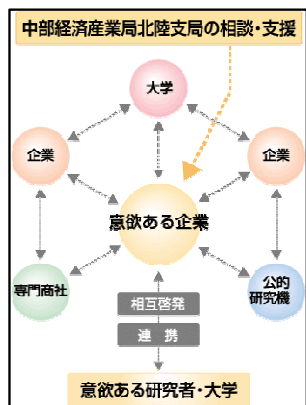 中部経済産業局北陸支局の相談・支援
大学
企業
企業
意欲ある企業
専門商社
公的
研究機
相互啓発
連 携
意欲ある研究者・大学